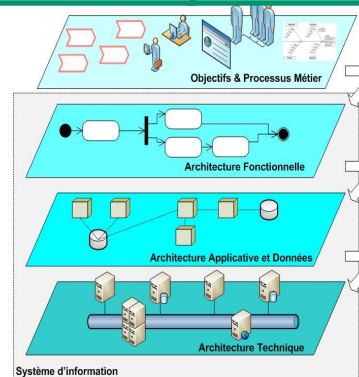 Objectifs & Processus Métier
Architecture Fonctionnelle
Architecture Applicative et Données
Architecture Technique
Système d'information